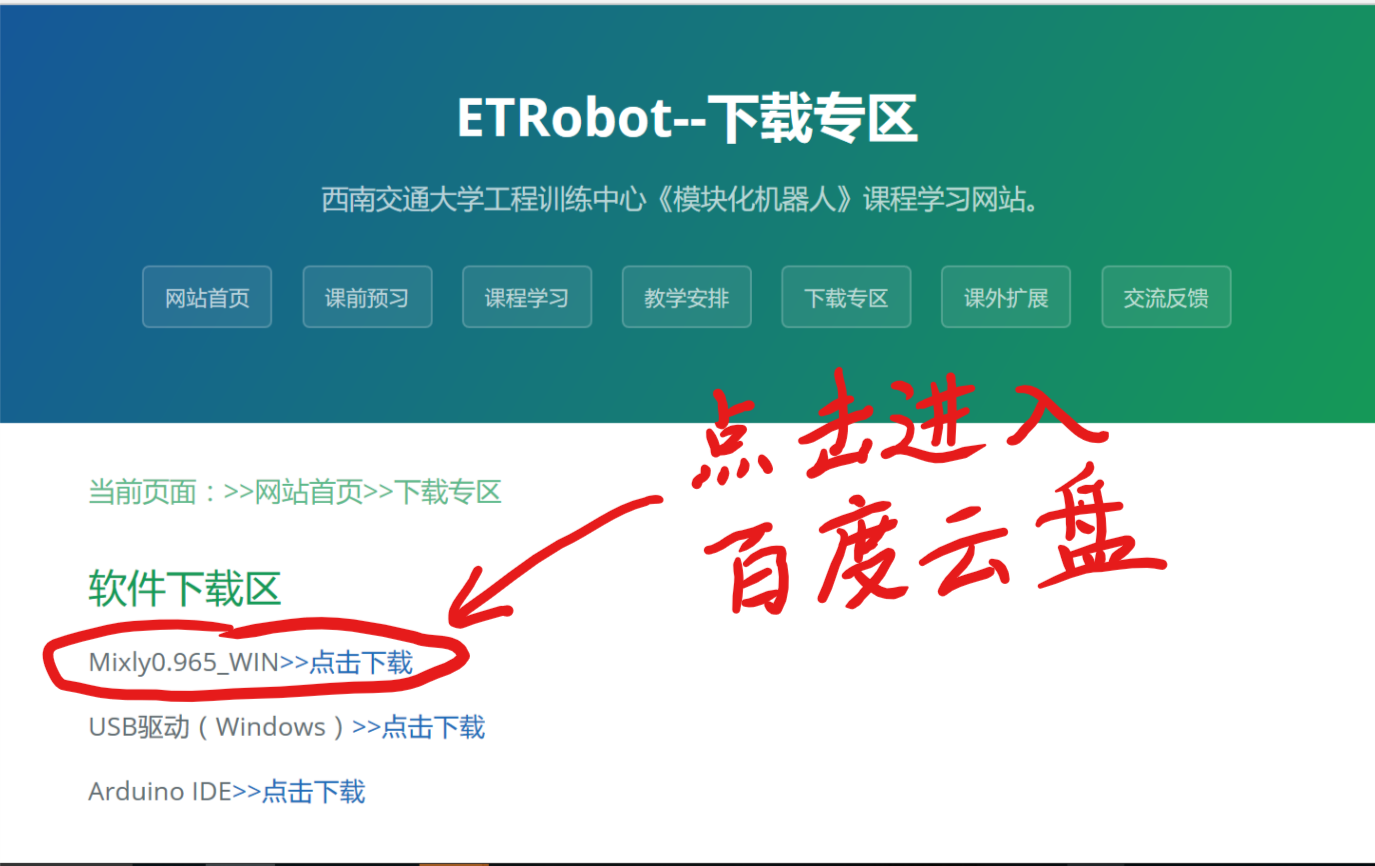 ETRobot--下载专区
西南交通大学工程训练中心《模块化机器人》课程学习网站。
网站首页 课前预习 课程学习 教学安排 下载专区 课外扩展 交流反馈
点击进入
百度云盘
当前页面：>>网站首页>>下载专区
软件下载区
Mixly0.965_WIN>>点击下载
USB驱动（Windows）>>点击下载
Arduino IDE>>点击下载